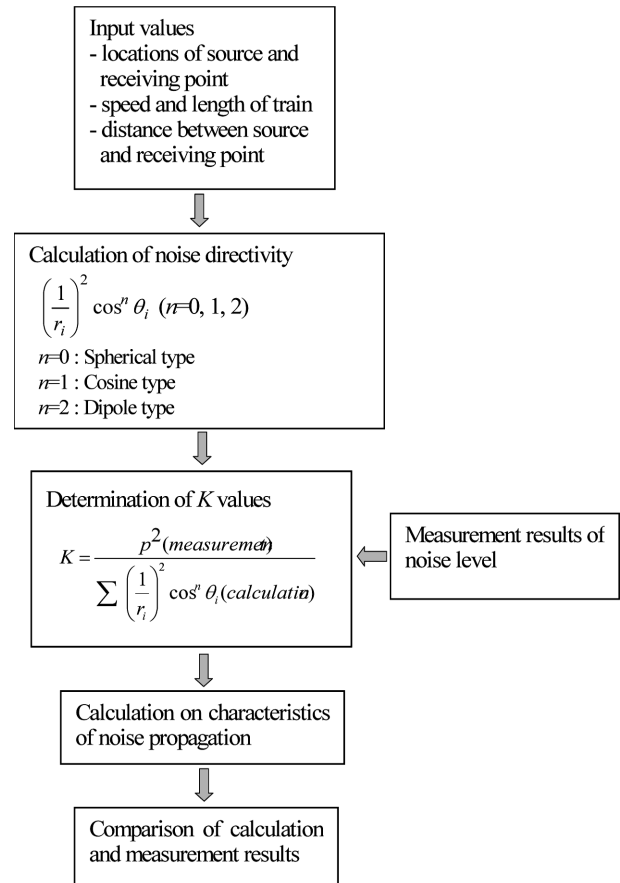 Input values
- locations of source and
receiving point
- speed and length of train
- distance between source
and receiving point
Calculation of noise directivity
(1/r_i)^2 cos^n θ_i (n=0, 1, 2)
n=0 : Spherical type
n=1 : Cosine type
n=2 : Dipole type
Determination of K values
K = p^2(measurement) / ∑ (1/r_i)^2 cos^n θ_i(calculation)
Measurement results of
noise level
Calculation on characteristics
of noise propagation
Comparison of calculation
and measurement results